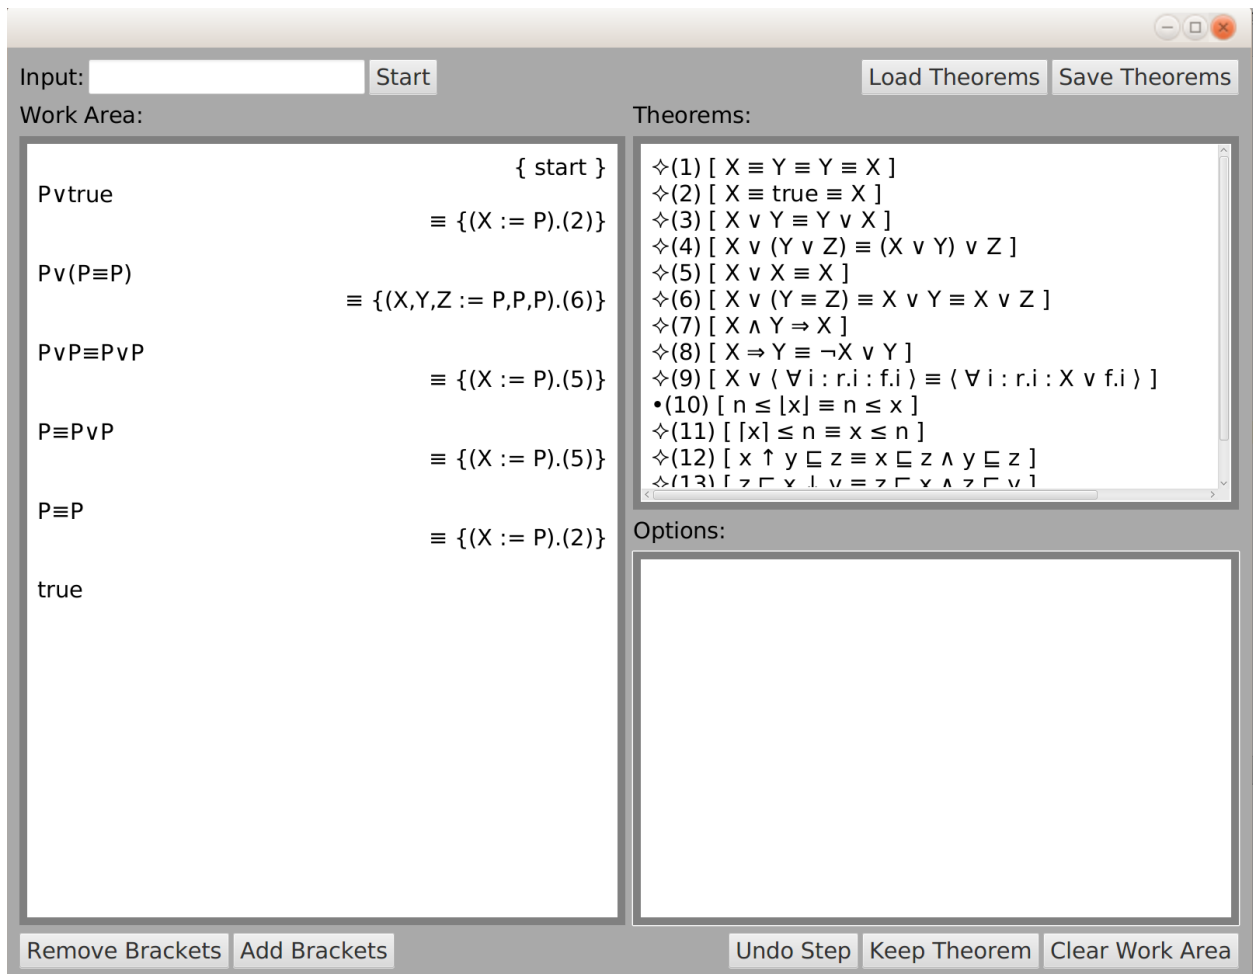 Input:
Start
Load Theorems
Save Theorems
Work Area:
{ start }
P∨true
≡ {(X := P).(2)}
P∨(P≡P)
≡ {(X,Y,Z := P,P,P).(6)}
P∨P≡P∨P
≡ {(X := P).(5)}
P≡P∨P
≡ {(X := P).(5)}
P≡P
≡ {(X := P).(2)}
true
Theorems:
✧(1) [ X ≡ Y ≡ Y ≡ X ]
✧(2) [ X ≡ true ≡ X ]
✧(3) [ X ∨ Y ≡ Y ∨ X ]
✧(4) [ X ∨ (Y ∨ Z) ≡ (X ∨ Y) ∨ Z ]
✧(5) [ X ∨ X ≡ X ]
✧(6) [ X ∨ (Y ≡ Z) ≡ X ∨ Y ≡ X ∨ Z ]
✧(7) [ X ∧ Y ⇒ X ]
✧(8) [ X ⇒ Y ≡ ¬X ∨ Y ]
✧(9) [ X ∨ ⟨ ∀ i : r.i : f.i ⟩ ≡ ⟨ ∀ i : r.i : X ∨ f.i ⟩ ]
•(10) [ n ≤ ⌊x⌋ ≡ n ≤ x ]
✧(11) [ ⌈x⌉ ≤ n ≡ x ≤ n ]
✧(12) [ x ↑ y ⊑ z ≡ x ⊑ z ∧ y ⊑ z ]
✧(13) [ z ⊑ x ↓ y ≡ z ⊑ x ∧ z ⊑ y ]
Options:
Remove Brackets
Add Brackets
Undo Step
Keep Theorem
Clear Work Area